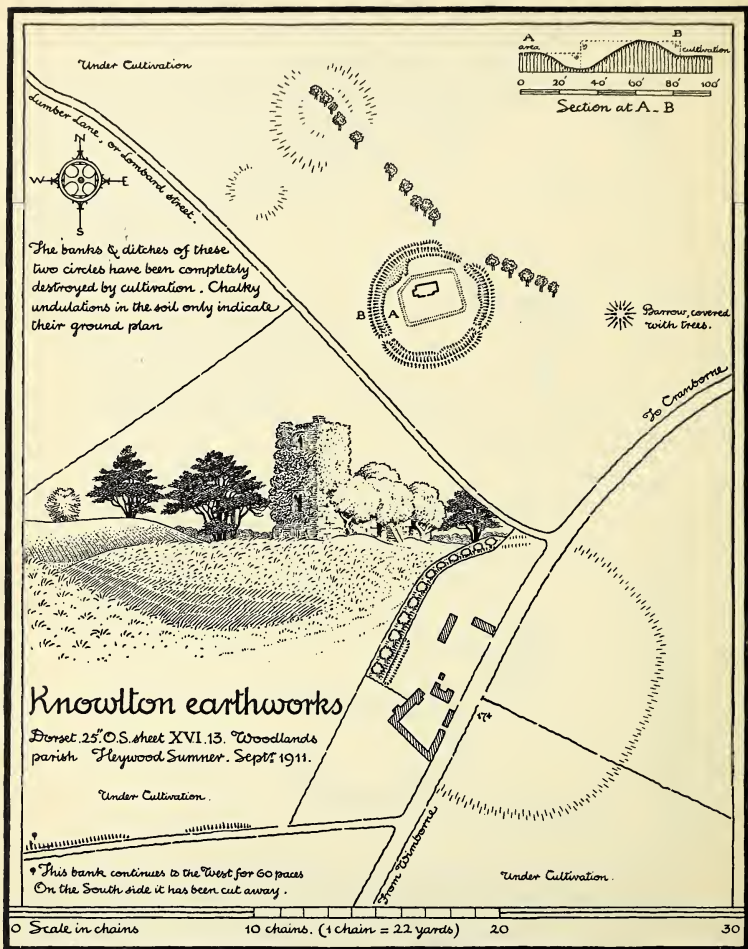 Under Cultivation
A
area
B
cultivation
0 20' 40' 60' 80' 100'
Section at A-B
Lumber Lane, or Lombard street.
N
W E
S
The banks & ditches of these
two circles have been completely
destroyed by cultivation. Chalky
undulations in the soil only indicate
their ground plan
B A
Barrow, covered
with trees.
To Cranborne
Knowlton earthworks
Dorset. 25". O.S. sheet XVI. 13. Woodlands
parish Heywood Sumner. Septr. 1911.
174
Under Cultivation.
From Wimborne
Under Cultivation.
? This bank continues to the West for 60 paces
On the South side it has been cut away.
0 Scale in chains 10 chains. (1 chain = 22 yards) 20 30